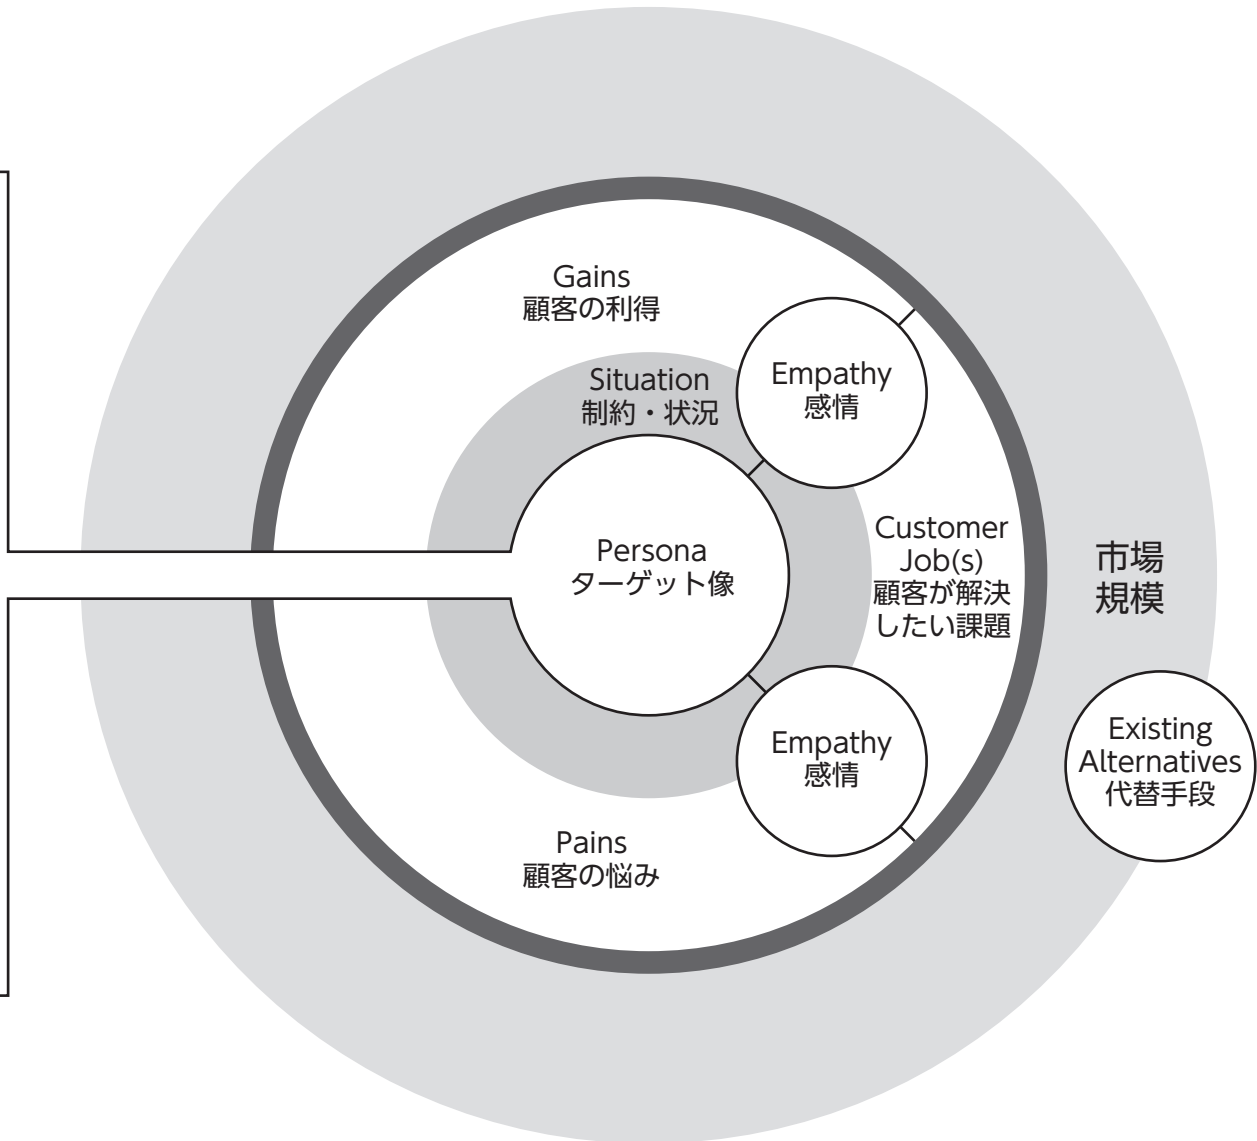 Gains
顧客の利得
Situation
制約・状況
Empathy
感情
Persona
ターゲット像
Customer
Job(s)
顧客が解決
したい課題
市場
規模
Empathy
感情
Existing
Alternatives
代替手段
Pains
顧客の悩み